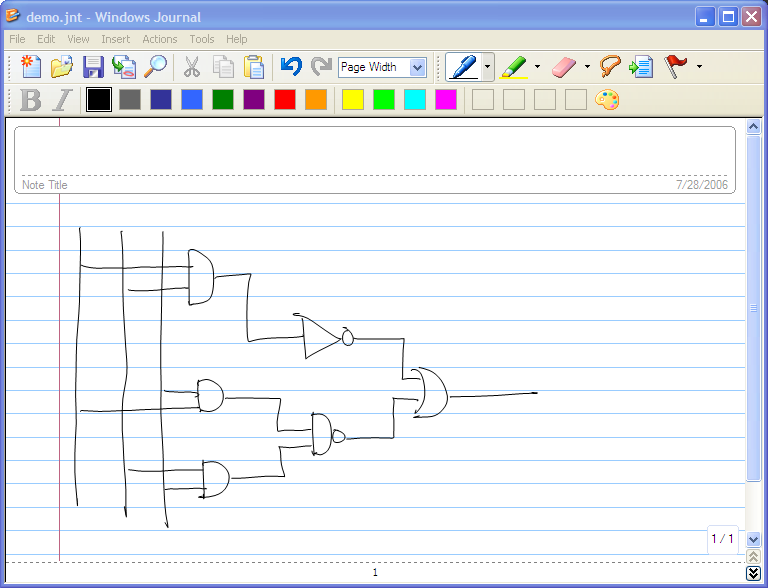 demo.jnt - Windows Journal
File Edit View Insert Actions Tools Help
Page Width
B I
Note Title 7/28/2006
1 / 1
1